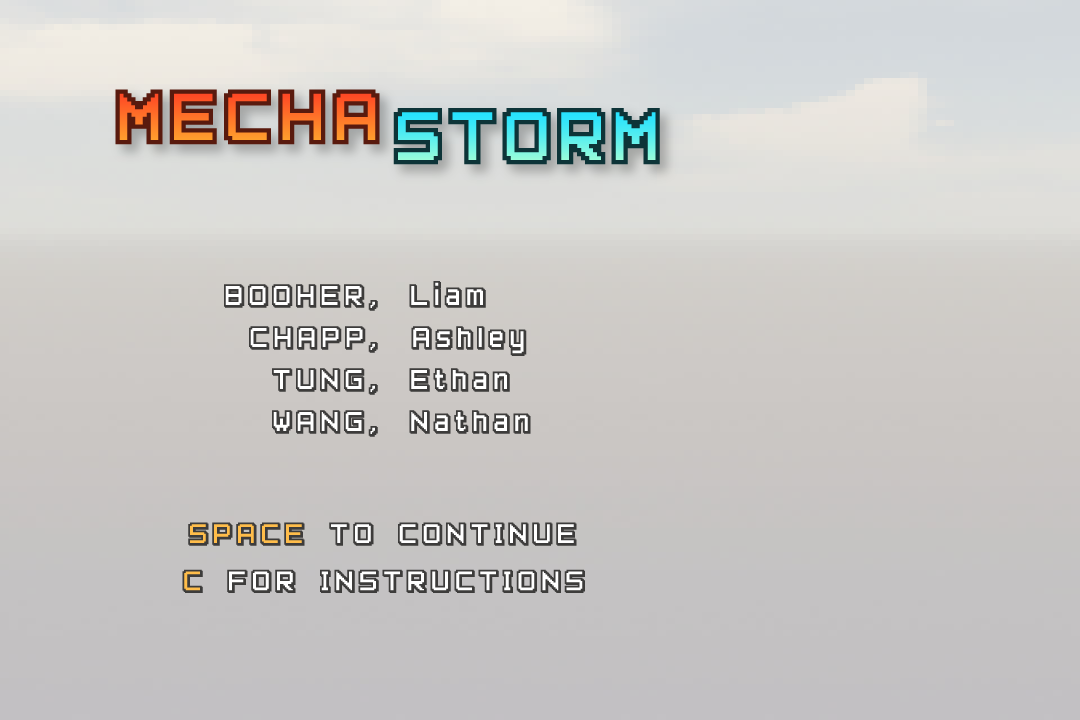 MECHA STORM
BOOHER, Liam
CHAPP, Ashley
TUNG, Ethan
WANG, Nathan
SPACE TO CONTINUE
C FOR INSTRUCTIONS